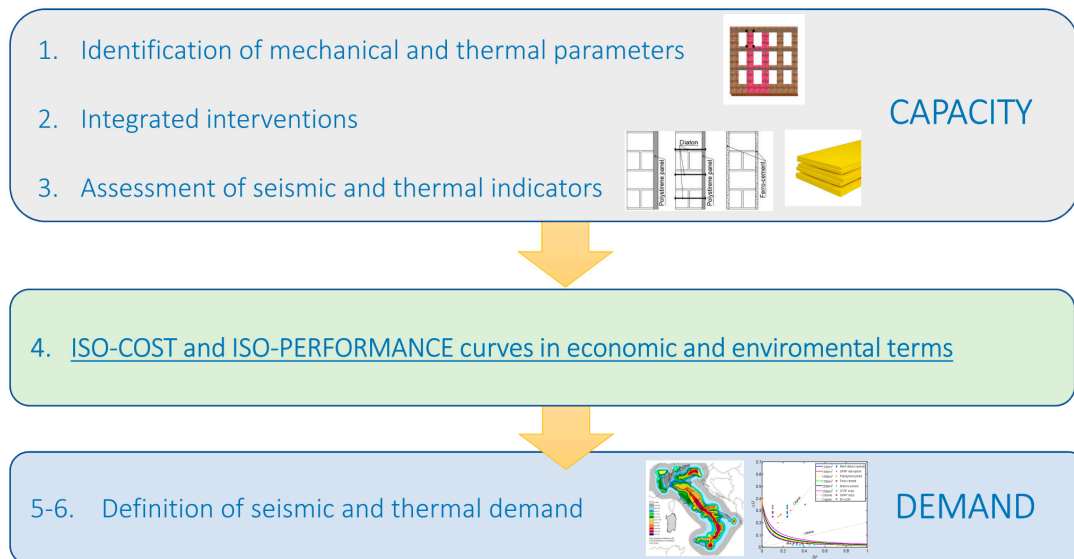 1. Identification of mechanical and thermal parameters
2. Integrated interventions
CAPACITY
3. Assessment of seismic and thermal indicators
Diaton
Polystirene panel
Polystirene panel
Ferro-cement
4. ISO-COST and ISO-PERFORMANCE curves in economic and enviromental terms
5-6. Definition of seismic and thermal demand
DEMAND